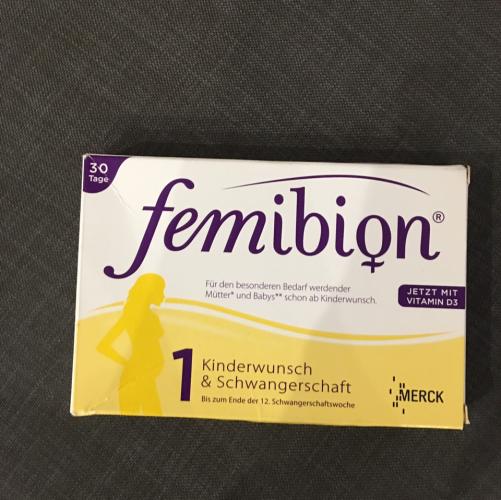 30
Tage
femibion®
Für den besonderen Bedarf werdender
Mütter* und Babys** schon ab Kinderwunsch.
JETZT MIT
VITAMIN D3
1 Kinderwunsch
& Schwangerschaft
Bis zum Ende der 12. Schwangerschaftswoche
MERCK